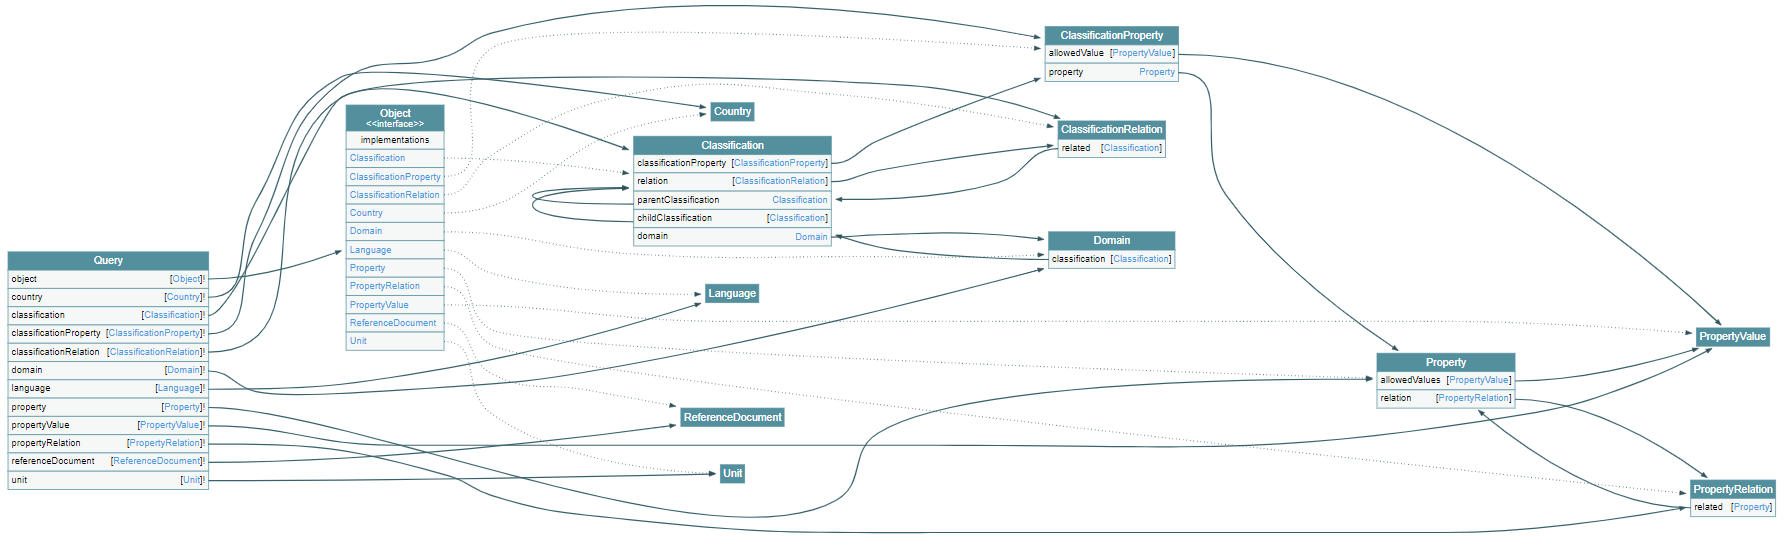 Query
object [Object]!
country [Country]!
classification [Classification]!
classificationProperty [ClassificationProperty]!
classificationRelation [ClassificationRelation]!
domain [Domain]!
language [Language]!
property [Property]!
propertyValue [PropertyValue]!
propertyRelation [PropertyRelation]!
referenceDocument [ReferenceDocument]!
unit [Unit]!
Object
<<interface>>
implementations
Classification
ClassificationProperty
ClassificationRelation
Country
Domain
Language
Property
PropertyRelation
PropertyValue
ReferenceDocument
Unit
Country
Classification
classificationProperty [ClassificationProperty]
relation [ClassificationRelation]
parentClassification Classification
childClassification [Classification]
domain Domain
Language
ReferenceDocument
Unit
ClassificationProperty
allowedValue [PropertyValue]
property Property
ClassificationRelation
related [Classification]
Domain
classification [Classification]
Property
allowedValues [PropertyValue]
relation [PropertyRelation]
PropertyValue
PropertyRelation
related [Property]